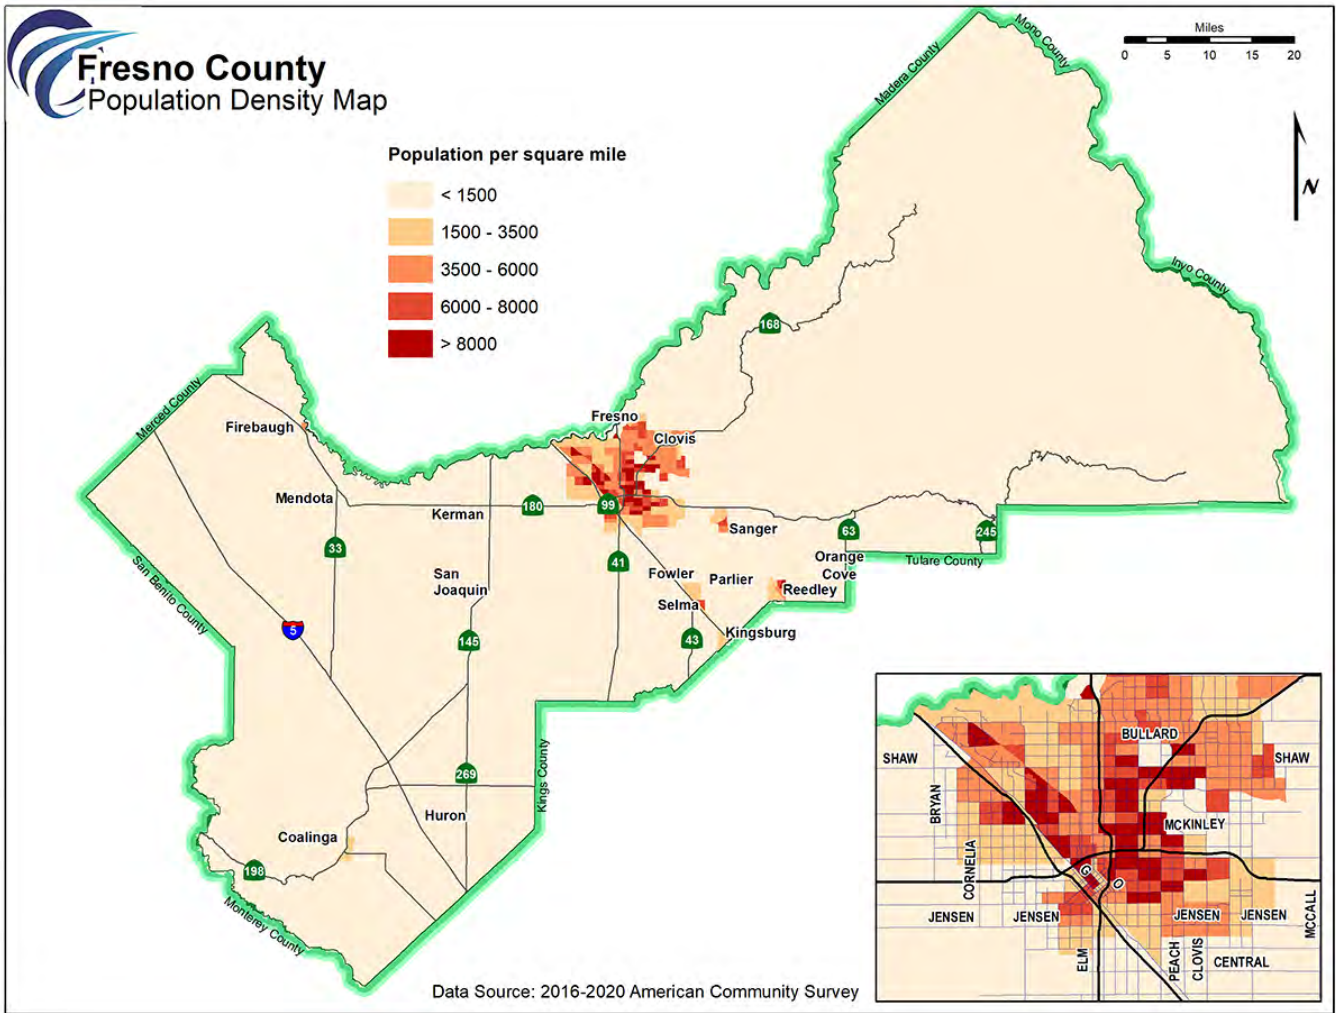 Fresno County
Population Density Map
Miles
0 5 10 15 20
N
Population per square mile
< 1500
1500 - 3500
3500 - 6000
6000 - 8000
> 8000
Madera County
Mono County
Inyo County
168
Merced County
Fresno
Firebaugh
Clovis
Mendota
Kerman
180
99
Sanger
63
245
33
41
Orange
Cove
Tulare County
San Benito County
San
Joaquin
Fowler
Parlier
Reedley
Selma
5
145
43
Kingsburg
Kings County
269
Huron
Coalinga
198
Monterey County
BULLARD
SHAW
SHAW
BRYAN
MCKINLEY
CORNELIA
G
O
JENSEN
JENSEN
JENSEN
JENSEN
MCCALL
ELM
PEACH
CLOVIS
CENTRAL
Data Source: 2016-2020 American Community Survey